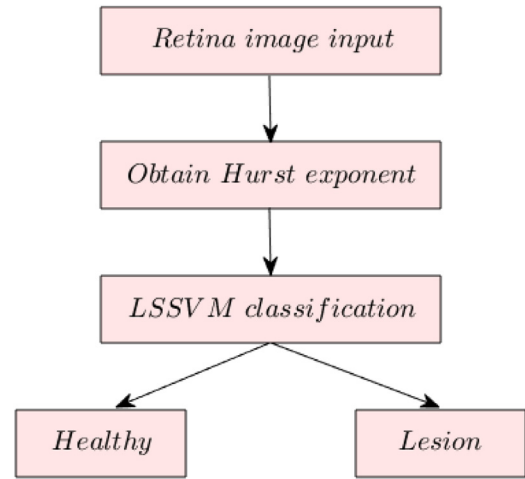 Retina image input
Obtain Hurst exponent
LSSVM classification
Healthy
Lesion